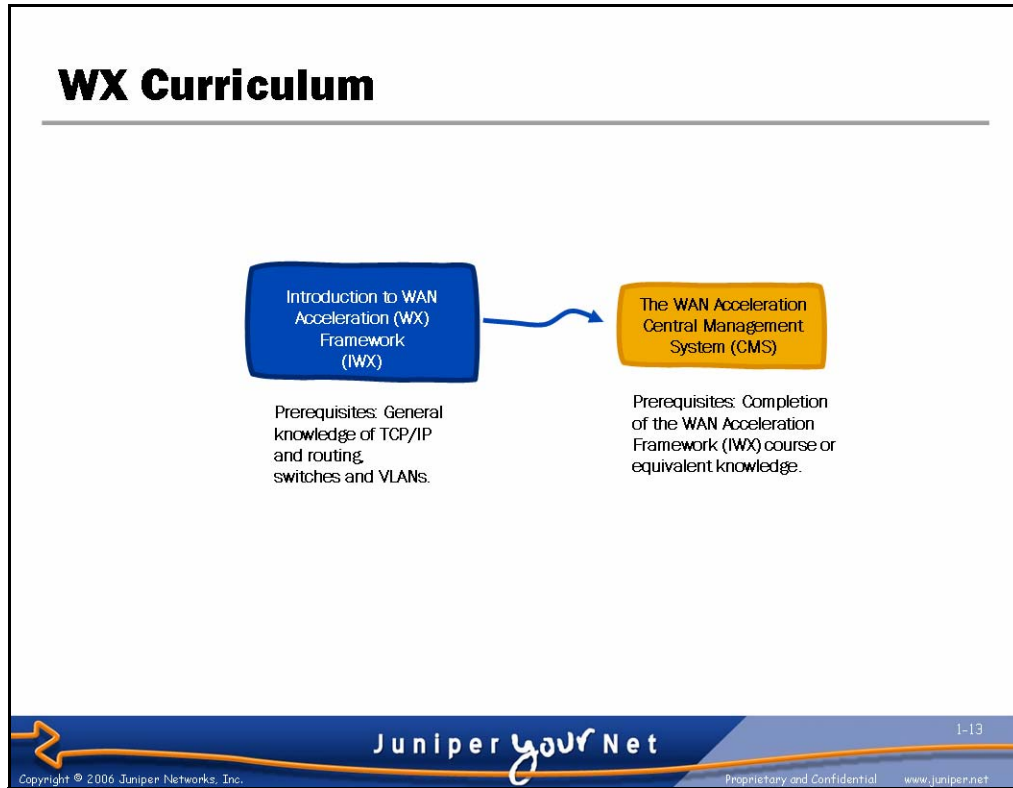 WX Curriculum
Introduction to WAN
Acceleration (WX)
Framework
(IWX)
Prerequisites: General
knowledge of TCP/IP
and routing,
switches and VLANs.
The WAN Acceleration
Central Management
System (CMS)
Prerequisites: Completion
of the WAN Acceleration
Framework (IWX) course or
equivalent knowledge.
Juniper your Net
1-13
Copyright © 2006 Juniper Networks, Inc.
Proprietary and Confidential www.juniper.net